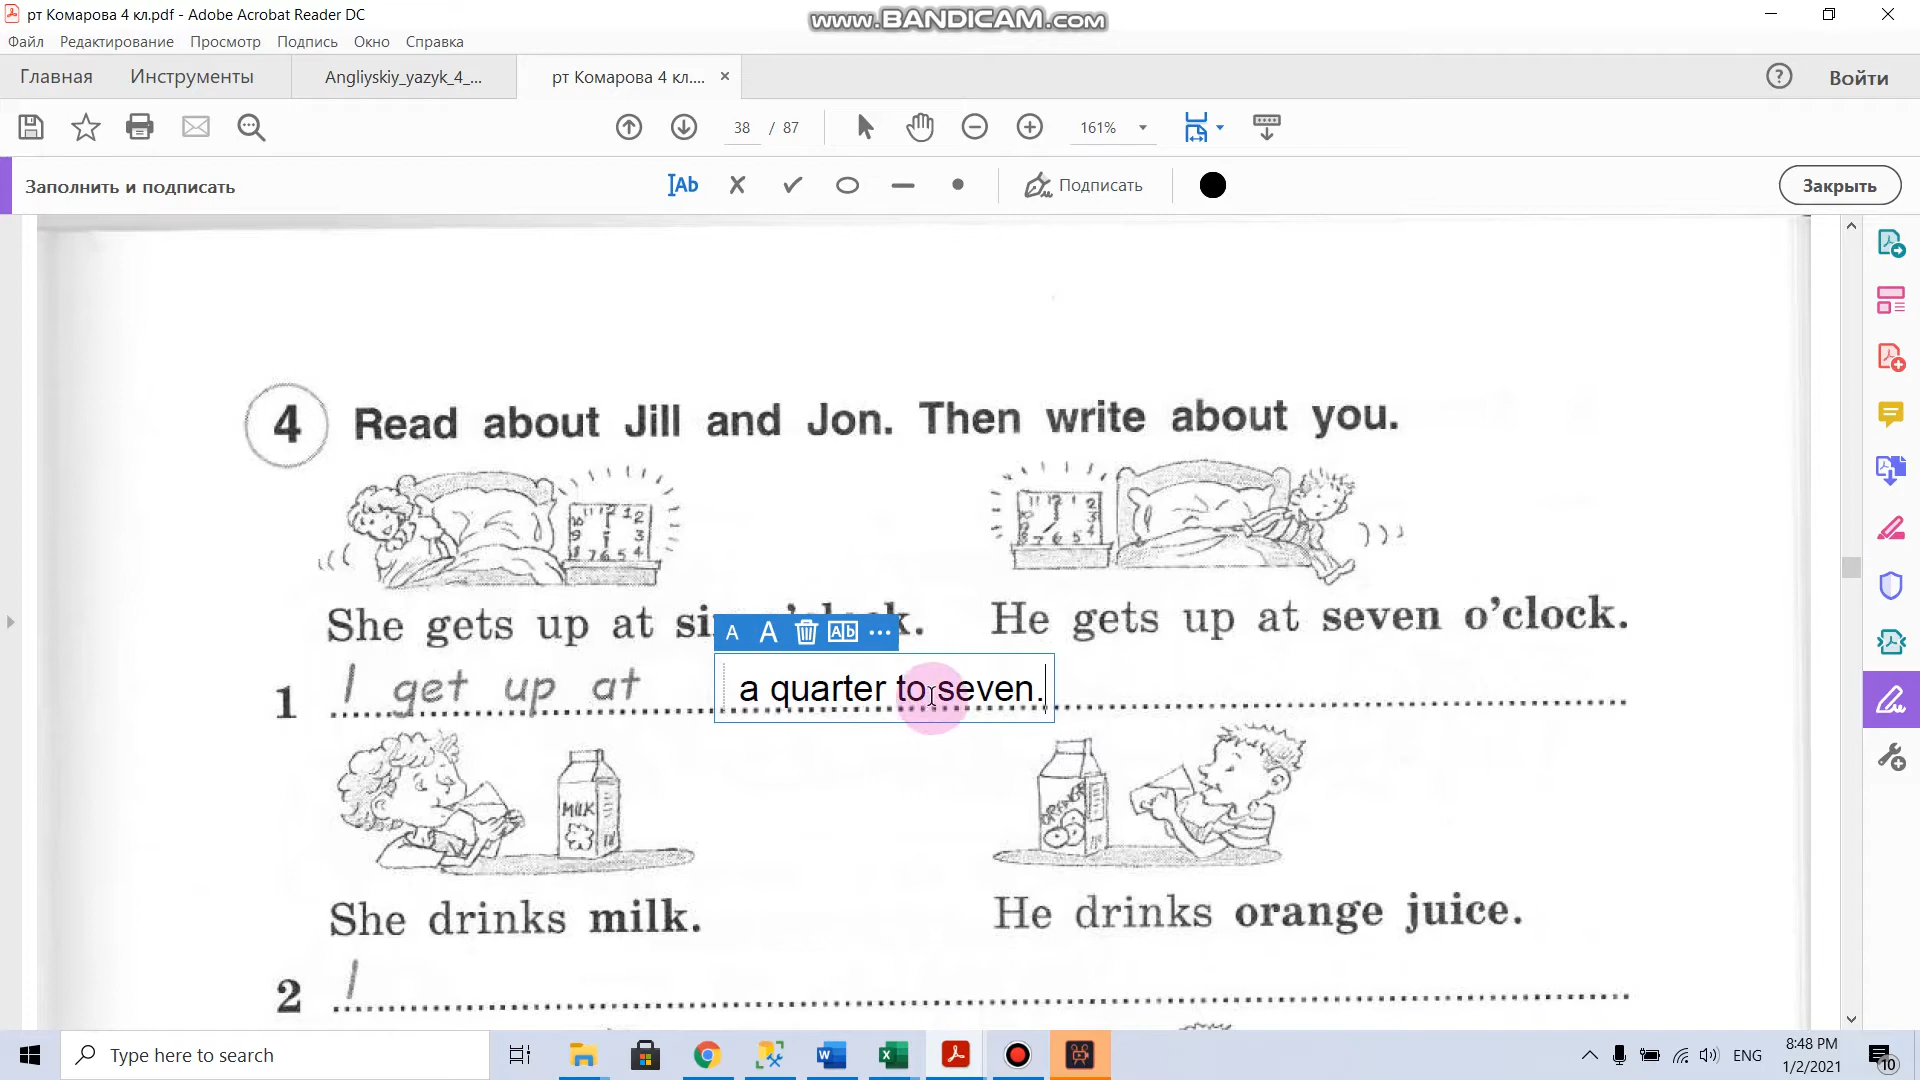 рт Комарова 4 кл.pdf - Adobe Acrobat Reader DC
www.BANDICAM.com
Файл Редактирование Просмотр Подпись Окно Справка
Главная Инструменты Angliyskiy_yazyk_4_... рт Комарова 4 кл.... Войти
38 / 87 161%
Заполнить и подписать Ab Подписать Закрыть
4 Read about Jill and Jon. Then write about you.
She gets up at He gets up at seven o'clock.
A A Ab
1 I get up at a quarter to seven.
MILK
She drinks milk. He drinks orange juice.
2 I
Type here to search
ENG
8:48 PM
1/2/2021
10